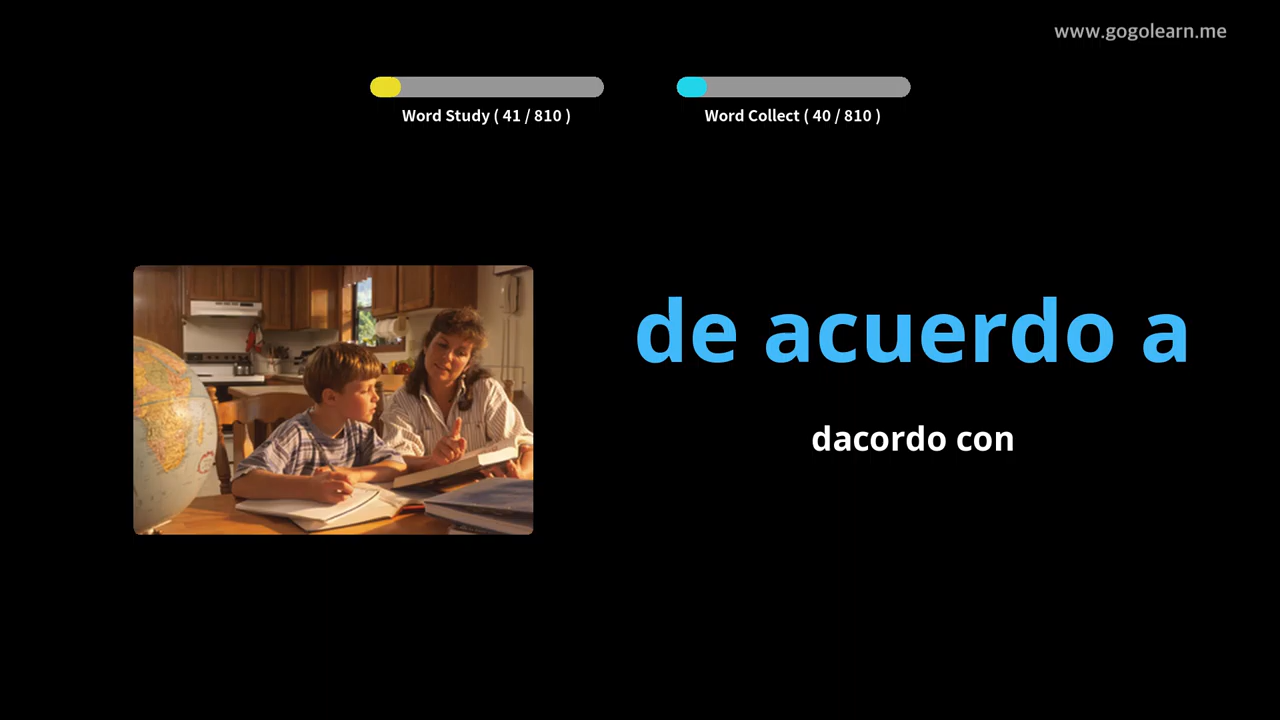 www.gogolearn.me
Word Study ( 41 / 810 )
Word Collect ( 40 / 810 )
de acuerdo a
dacordo con